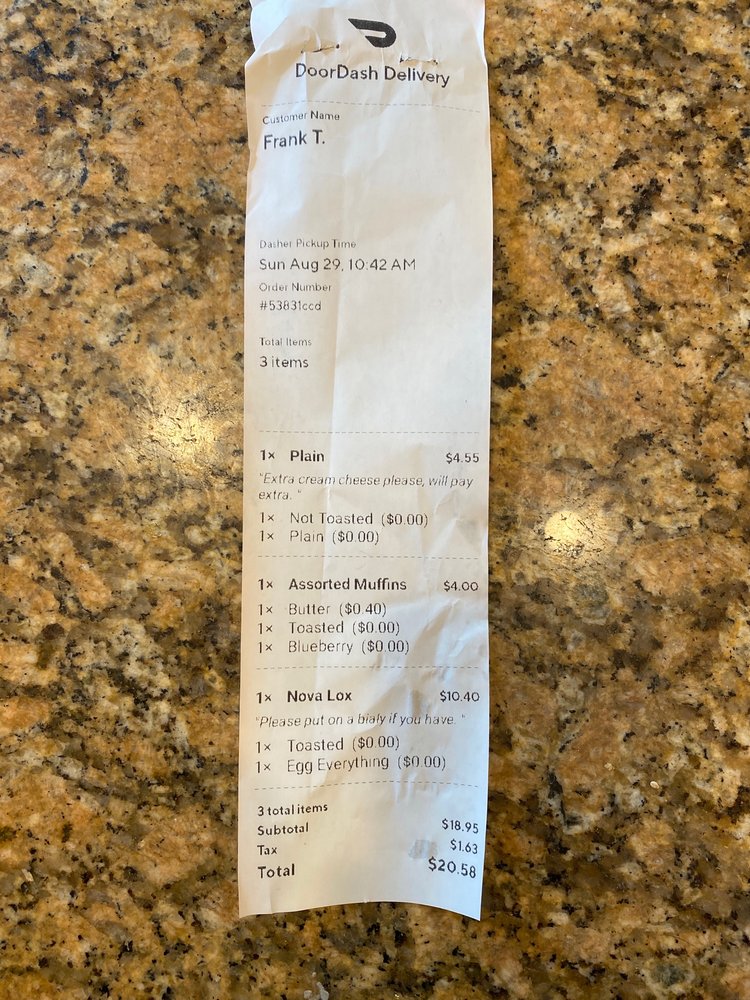 DoorDash Delivery
Customer Name
Frank T.
Dasher Pickup Time
Sun Aug 29, 10:42 AM
Order Number
#53831ccd
Total Items
3 items
1× Plain $4.55
"Extra cream cheese please, will pay
extra. "
1× Not Toasted ($0.00)
1× Plain ($0.00)
1× Assorted Muffins $4.00
1× Butter ($0.40)
1× Toasted ($0.00)
1× Blueberry ($0.00)
1× Nova Lox $10.40
"Please put on a bialy if you have. "
1× Toasted ($0.00)
1× Egg Everything ($0.00)
3 total items
Subtotal $18.95
Tax $1.63
Total $20.58